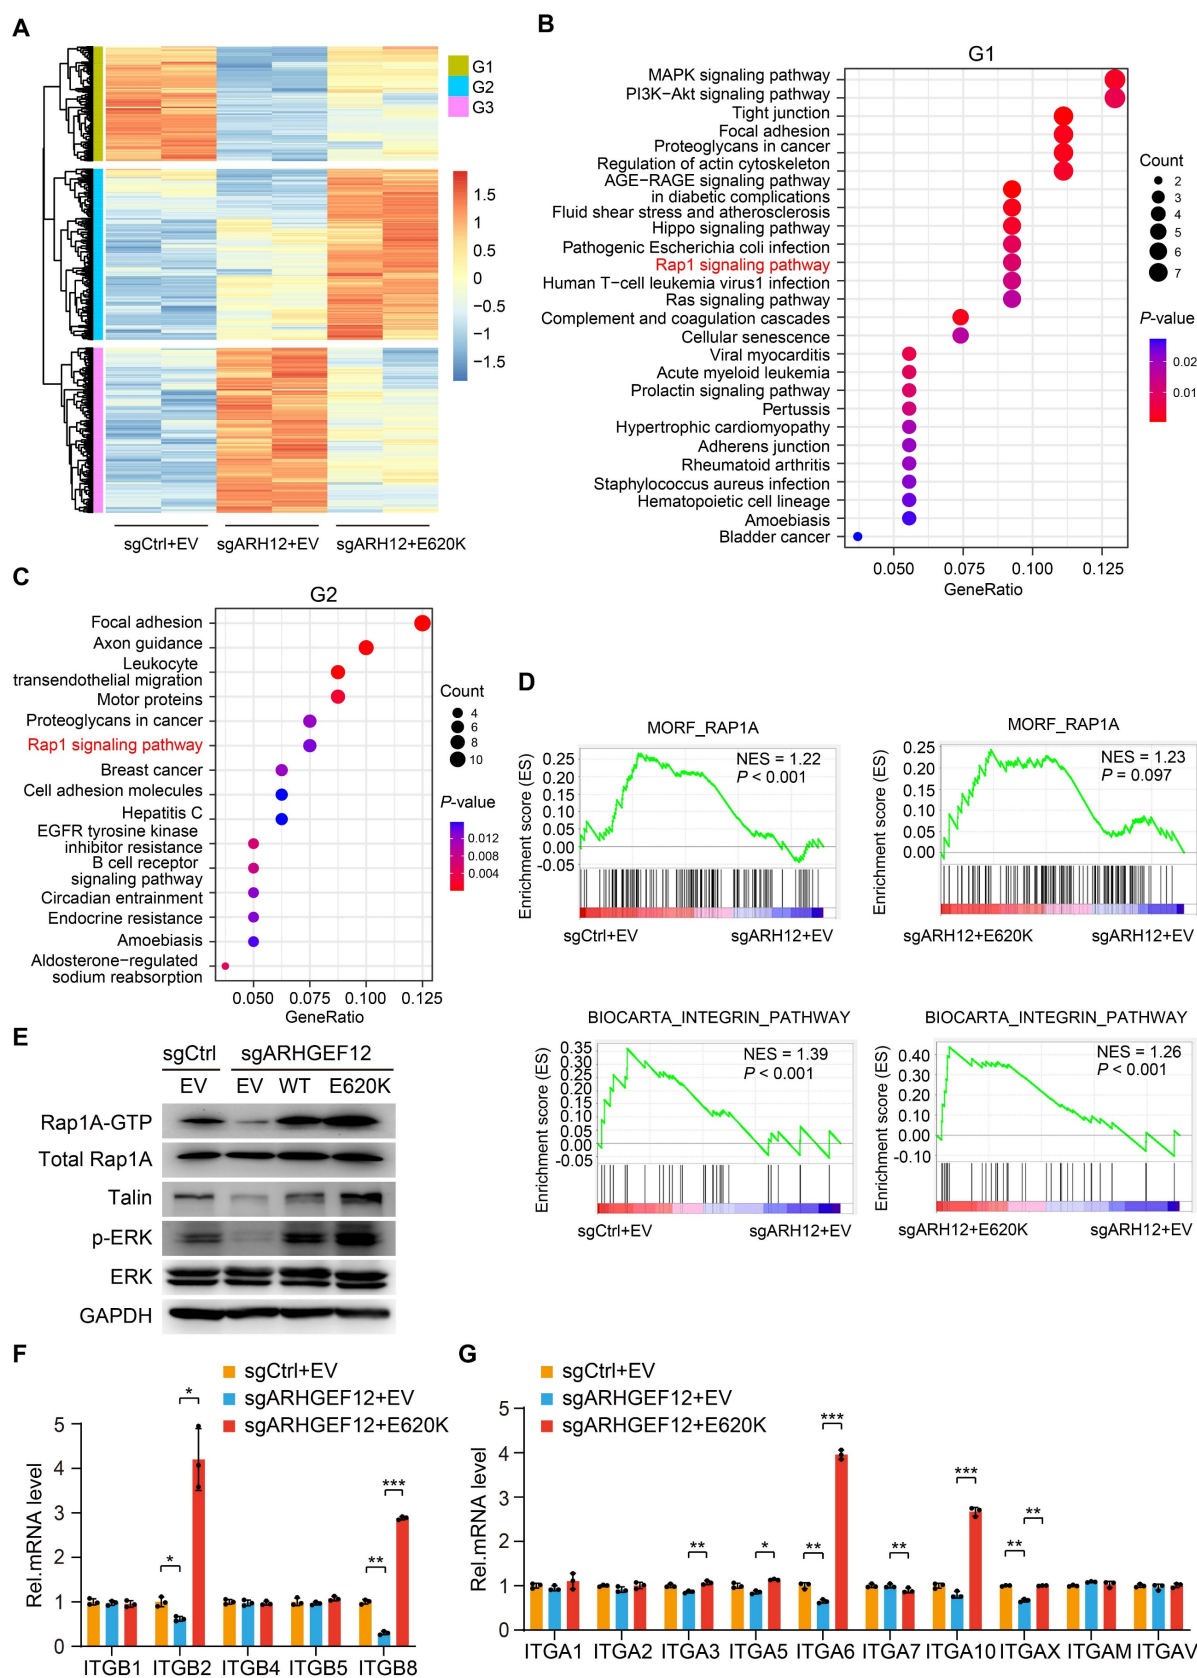 A
G1
G2
G3
1.5
1
0.5
0
−0.5
−1
−1.5
sgCtrl+EV
sgARH12+EV
sgARH12+E620K
B
G1
MAPK signaling pathway
PI3K−Akt signaling pathway
Tight junction
Focal adhesion
Proteoglycans in cancer
Regulation of actin cytoskeleton
AGE−RAGE signaling pathway
in diabetic complications
Fluid shear stress and atherosclerosis
Hippo signaling pathway
Pathogenic Escherichia coli infection
Rap1 signaling pathway
Human T−cell leukemia virus1 infection
Ras signaling pathway
Complement and coagulation cascades
Cellular senescence
Viral myocarditis
Acute myeloid leukemia
Prolactin signaling pathway
Pertussis
Hypertrophic cardiomyopathy
Adherens junction
Rheumatoid arthritis
Staphylococcus aureus infection
Hematopoietic cell lineage
Amoebiasis
Bladder cancer
0.050
0.075
0.100
0.125
GeneRatio
Count
2
3
4
5
6
7
P-value
0.02
0.01
C
G2
Focal adhesion
Axon guidance
Leukocyte
transendothelial migration
Motor proteins
Proteoglycans in cancer
Rap1 signaling pathway
Breast cancer
Cell adhesion molecules
Hepatitis C
EGFR tyrosine kinase
inhibitor resistance
B cell receptor
signaling pathway
Circadian entrainment
Endocrine resistance
Amoebiasis
Aldosterone−regulated
sodium reabsorption
0.050
0.075
0.100
0.125
GeneRatio
Count
4
6
8
10
P-value
0.012
0.008
0.004
D
MORF_RAP1A
Enrichment score (ES)
0.25
0.20
0.15
0.10
0.05
0.00
-0.05
NES = 1.22
P < 0.001
sgCtrl+EV
sgARH12+EV
MORF_RAP1A
Enrichment score (ES)
0.25
0.20
0.15
0.10
0.05
0.00
NES = 1.23
P = 0.097
sgARH12+E620K
sgARH12+EV
BIOCARTA_INTEGRIN_PATHWAY
Enrichment score (ES)
0.35
0.30
0.25
0.20
0.15
0.10
0.05
0.00
-0.05
NES = 1.39
P < 0.001
sgCtrl+EV
sgARH12+EV
BIOCARTA_INTEGRIN_PATHWAY
Enrichment score (ES)
0.40
0.30
0.20
0.10
0.00
-0.10
NES = 1.26
P < 0.001
sgARH12+E620K
sgARH12+EV
E
sgCtrl
sgARHGEF12
EV
EV
WT
E620K
Rap1A-GTP
Total Rap1A
Talin
p-ERK
ERK
GAPDH
F
sgCtrl+EV
sgARHGEF12+EV
sgARHGEF12+E620K
Rel.mRNA level
5
4
3
2
1
0
*
*
**
***
ITGB1
ITGB2
ITGB4
ITGB5
ITGB8
G
sgCtrl+EV
sgARHGEF12+EV
sgARHGEF12+E620K
Rel.mRNA level
5
4
3
2
1
0
**
*
**
***
**
***
**
**
ITGA1
ITGA2
ITGA3
ITGA5
ITGA6
ITGA7
ITGA10
ITGAX
ITGAM
ITGAV